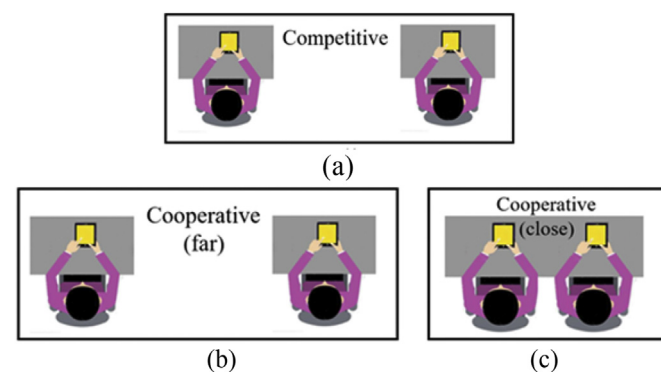 Competitive
(a)
Cooperative
(far)
Cooperative
(close)
(b)
(c)